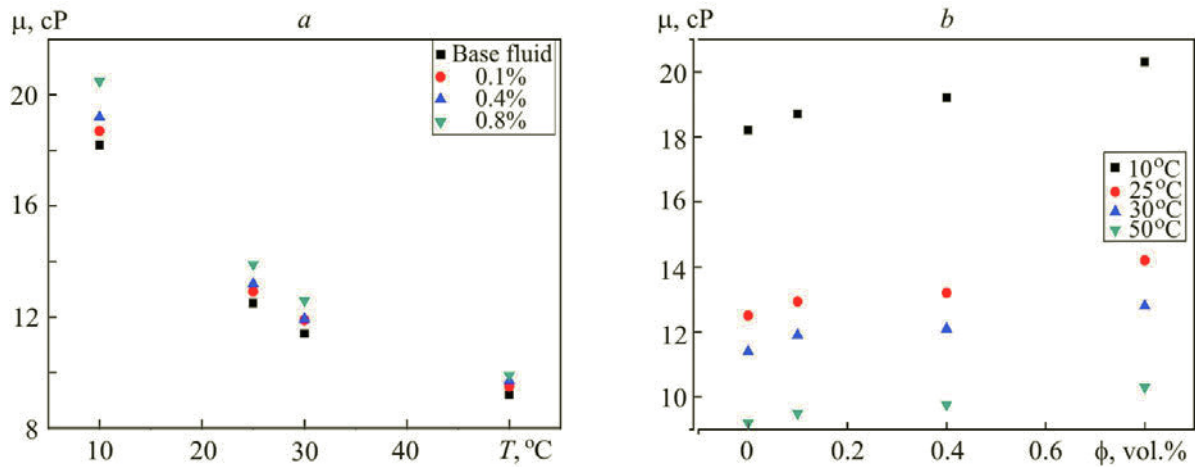 μ, cP
a
Base fluid
0.1%
0.4%
0.8%
20
16
12
8
10
20
30
40
T, °C
μ, cP
b
20
18
16
14
12
10
10°C
25°C
30°C
50°C
0
0.2
0.4
0.6
ϕ, vol.%